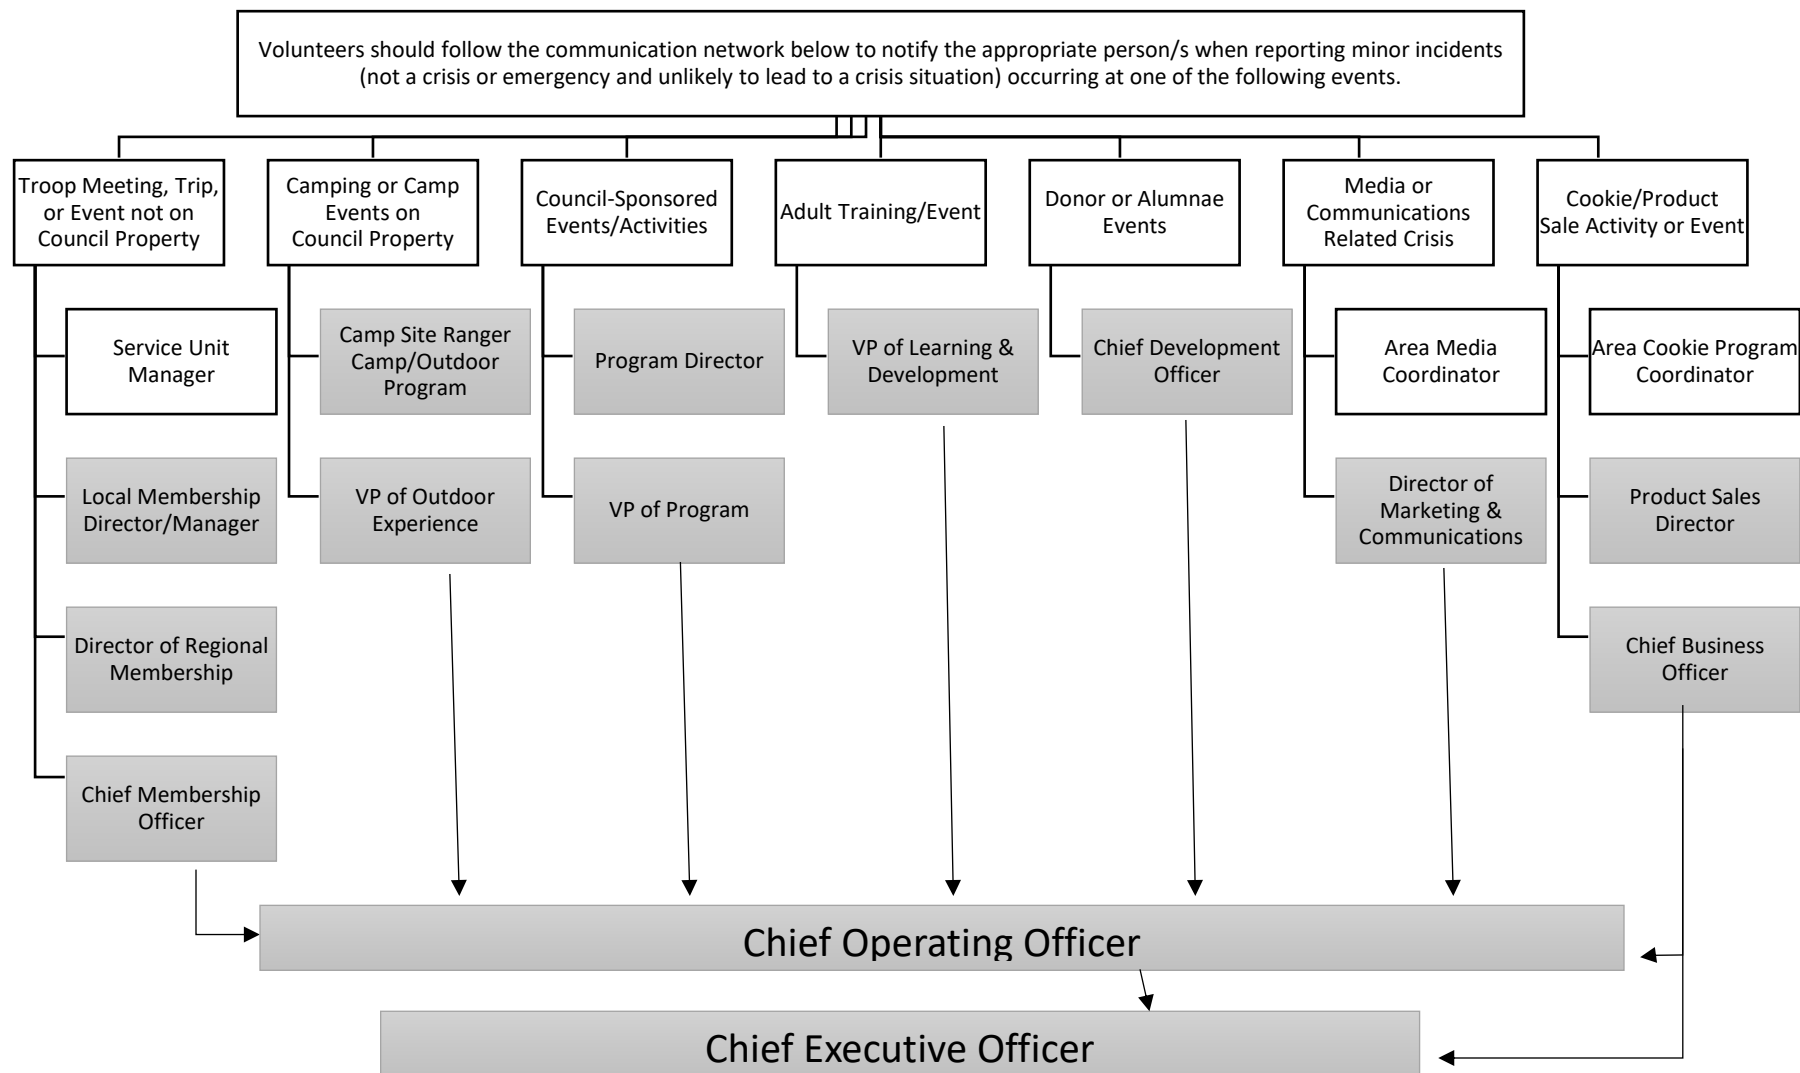 Volunteers should follow the communication network below to notify the appropriate person/s when reporting minor incidents
(not a crisis or emergency and unlikely to lead to a crisis situation) occurring at one of the following events.
Troop Meeting, Trip,
or Event not on
Council Property
Service Unit
Manager
Local Membership
Director/Manager
Director of Regional
Membership
Chief Membership
Officer
Camping or Camp
Events on
Council Property
Camp Site Ranger
Camp/Outdoor
Program
VP of Outdoor
Experience
Council-Sponsored
Events/Activities
Program Director
VP of Program
Adult Training/Event
VP of Learning &
Development
Donor or Alumnae
Events
Chief Development
Officer
Media or
Communications
Related Crisis
Area Media
Coordinator
Director of
Marketing &
Communications
Cookie/Product
Sale Activity or Event
Area Cookie Program
Coordinator
Product Sales
Director
Chief Business
Officer
Chief Operating Officer
Chief Executive Officer